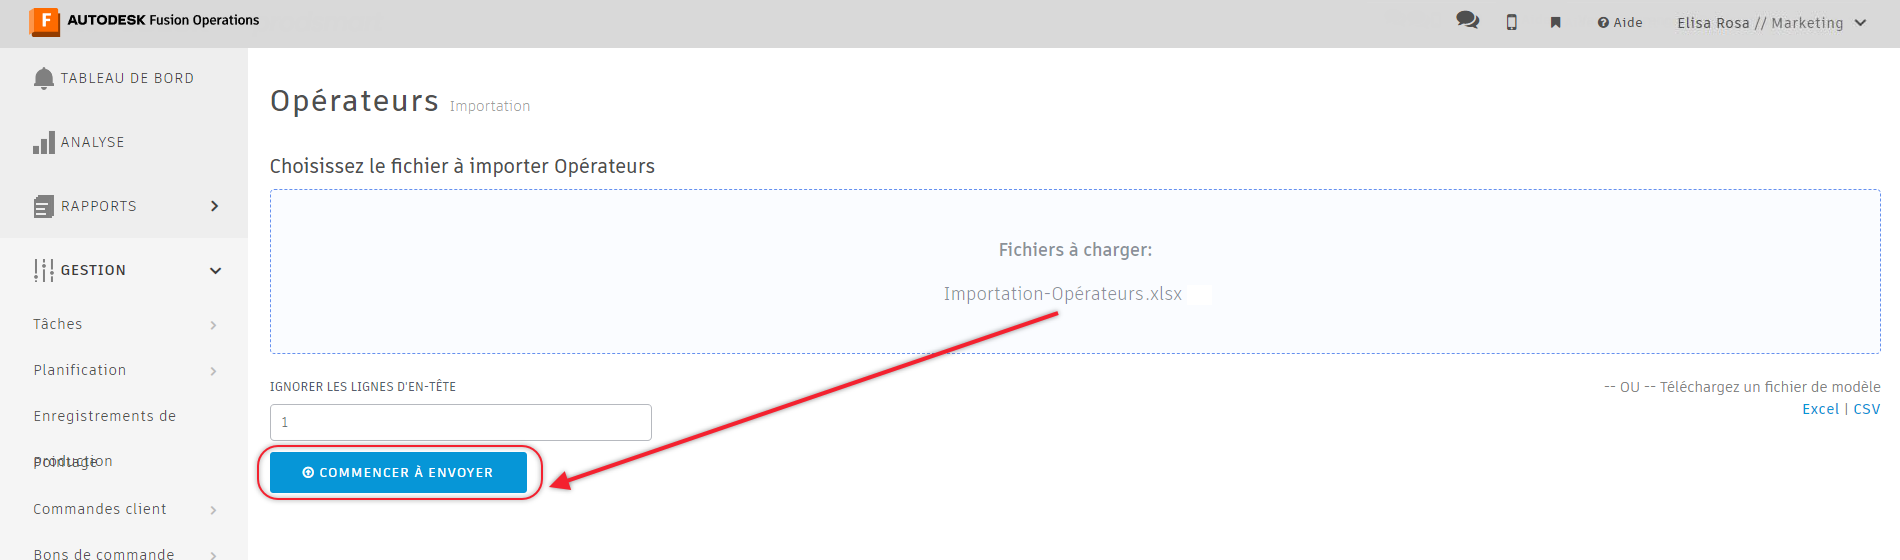 AUTODESK Fusion Operations
Aide
Elisa Rosa // Marketing
TABLEAU DE BORD
ANALYSE
RAPPORTS
GESTION
Tâches
Planification
Enregistrements de
production
Pointage
Commandes client
Bons de commande
Opérateurs Importation
Choisissez le fichier à importer Opérateurs
Fichiers à charger:
Importation-Opérateurs.xlsx
IGNORER LES LIGNES D'EN-TÊTE
1
COMMENCER À ENVOYER
-- OU -- Téléchargez un fichier de modèle
Excel | CSV